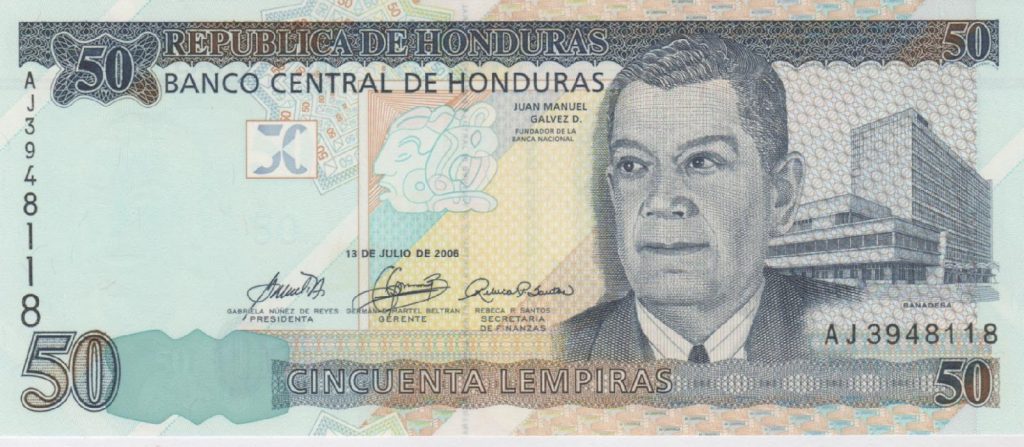 50 REPUBLICA DE HONDURAS 50
BANCO CENTRAL DE HONDURAS
JUAN MANUEL
GALVEZ D.
FUNDADOR DE LA
BANCA NACIONAL
AJ3948118
13 DE JULIO DE 2006
GABRIELA NÚÑEZ DE REYES
PRESIDENTA
MARTEL BELTRAN
GERENTE
REBECA P. SANTOS
SECRETARIA
DE FINANZAS
BANADESA
AJ3948118
50 CINCUENTA LEMPIRAS 50